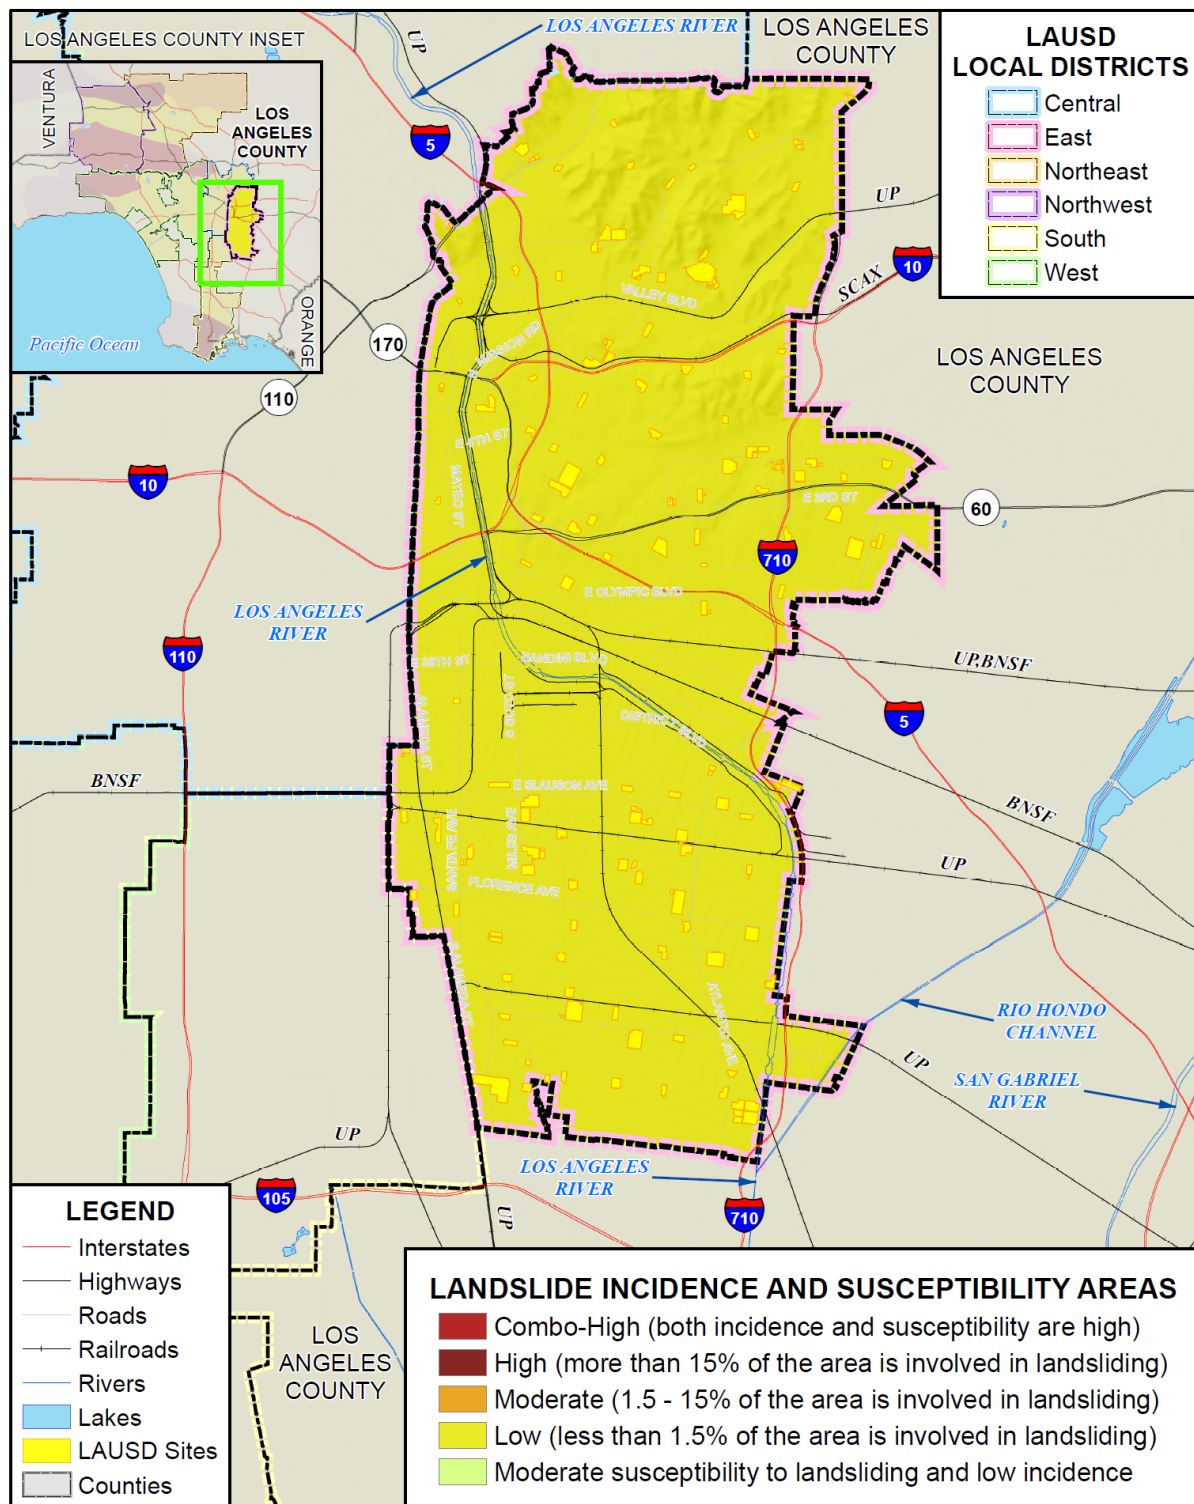 LOS ANGELES COUNTY INSET
VENTURA
LOS
ANGELES
COUNTY
ORANGE
Pacific Ocean
UP
LOS ANGELES RIVER
LOS ANGELES
COUNTY
LAUSD
LOCAL DISTRICTS
Central
East
Northeast
Northwest
South
West
5
UP
10
SCAX
VALLEY BLVD
N MISSION RD
170
110
LOS ANGELES
COUNTY
E 4TH ST
MATEO ST
10
E 3RD ST
60
710
LOS ANGELES
RIVER
E OLYMPIC BLVD
110
E 38TH ST
BANDINI BLVD
UP,BNSF
S SOTO ST
ALAMEDA ST
DISTRICT BLVD
5
BNSF
E SLAUSON AVE
BNSF
SANTA FE AVE
MILES AVE
UP
FLORENCE AVE
S ALAMEDA ST
ATLANTIC AVE
RIO HONDO
CHANNEL
UP
SAN GABRIEL
RIVER
UP
LOS ANGELES
RIVER
105
UP
710
LEGEND
Interstates
Highways
Roads
Railroads
Rivers
Lakes
LAUSD Sites
Counties
LOS
ANGELES
COUNTY
LANDSLIDE INCIDENCE AND SUSCEPTIBILITY AREAS
Combo-High (both incidence and susceptibility are high)
High (more than 15% of the area is involved in landsliding)
Moderate (1.5 - 15% of the area is involved in landsliding)
Low (less than 1.5% of the area is involved in landsliding)
Moderate susceptibility to landsliding and low incidence